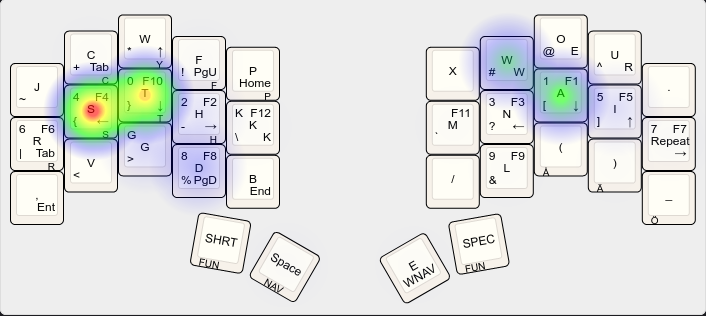 J
~
C
+ Tab
C
W
* ↑
Y
F
! PgU
F
P
Home
P
4 F4
S
{ ←
S
0 F10
T
} ↓
T
2 F2
H
- →
H
K F12
K
\ K
6 F6
R
| Tab
R
V
<
G
G
>
8 F8
D
% PgD
B
End
,
Ent
SHRT
FUN
Space
NAV
X
W
# W
O
@ E
U
^ R
.
F11
M
`
3 F3
N
? ←
1 F1
A
[ ↓
5 F5
I
] ↑
7 F7
Repeat
→
/
9 F9
L
&
(
Å
)
Ä
_
Ö
E
WNAV
SPEC
FUN